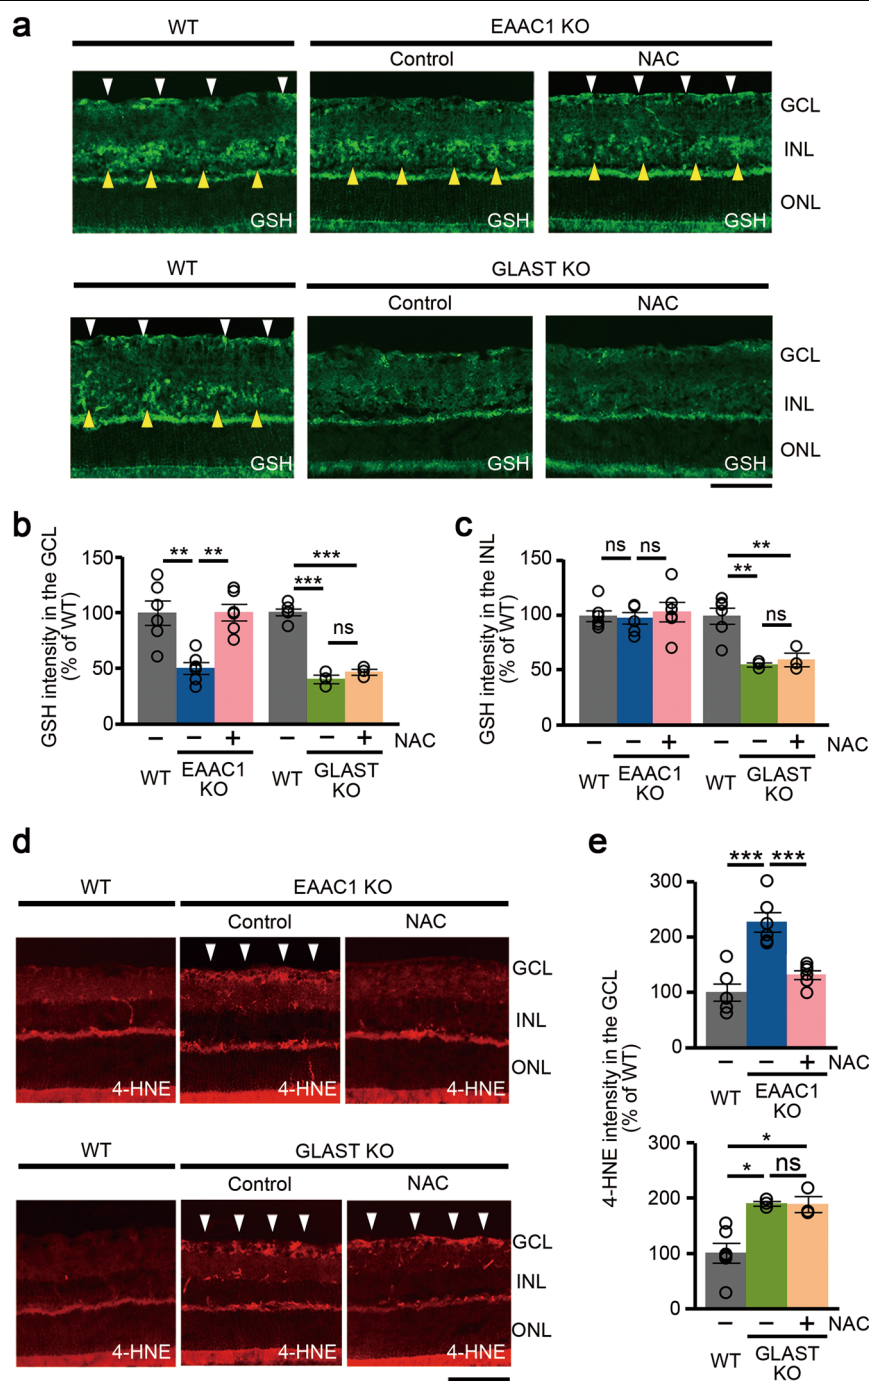 a
WT
EAAC1 KO
Control
NAC
GCL
INL
ONL
GSH
GSH
GSH
WT
GLAST KO
Control
NAC
GCL
INL
ONL
GSH
GSH
GSH
b
GSH intensity in the GCL
(% of WT)
150
100
50
0
**
**
***
***
ns
− − + − − + NAC
WT EAAC1 KO WT GLAST KO
c
GSH intensity in the INL
(% of WT)
150
100
50
0
ns
ns
**
**
ns
− − + − − + NAC
WT EAAC1 KO WT GLAST KO
d
WT
EAAC1 KO
Control
NAC
GCL
INL
ONL
4-HNE
4-HNE
4-HNE
WT
GLAST KO
Control
NAC
GCL
INL
ONL
4-HNE
4-HNE
4-HNE
e
4-HNE intensity in the GCL
(% of WT)
***
***
300
200
100
0
− − + NAC
WT EAAC1 KO
*
*
ns
300
200
100
0
− − + NAC
WT GLAST KO